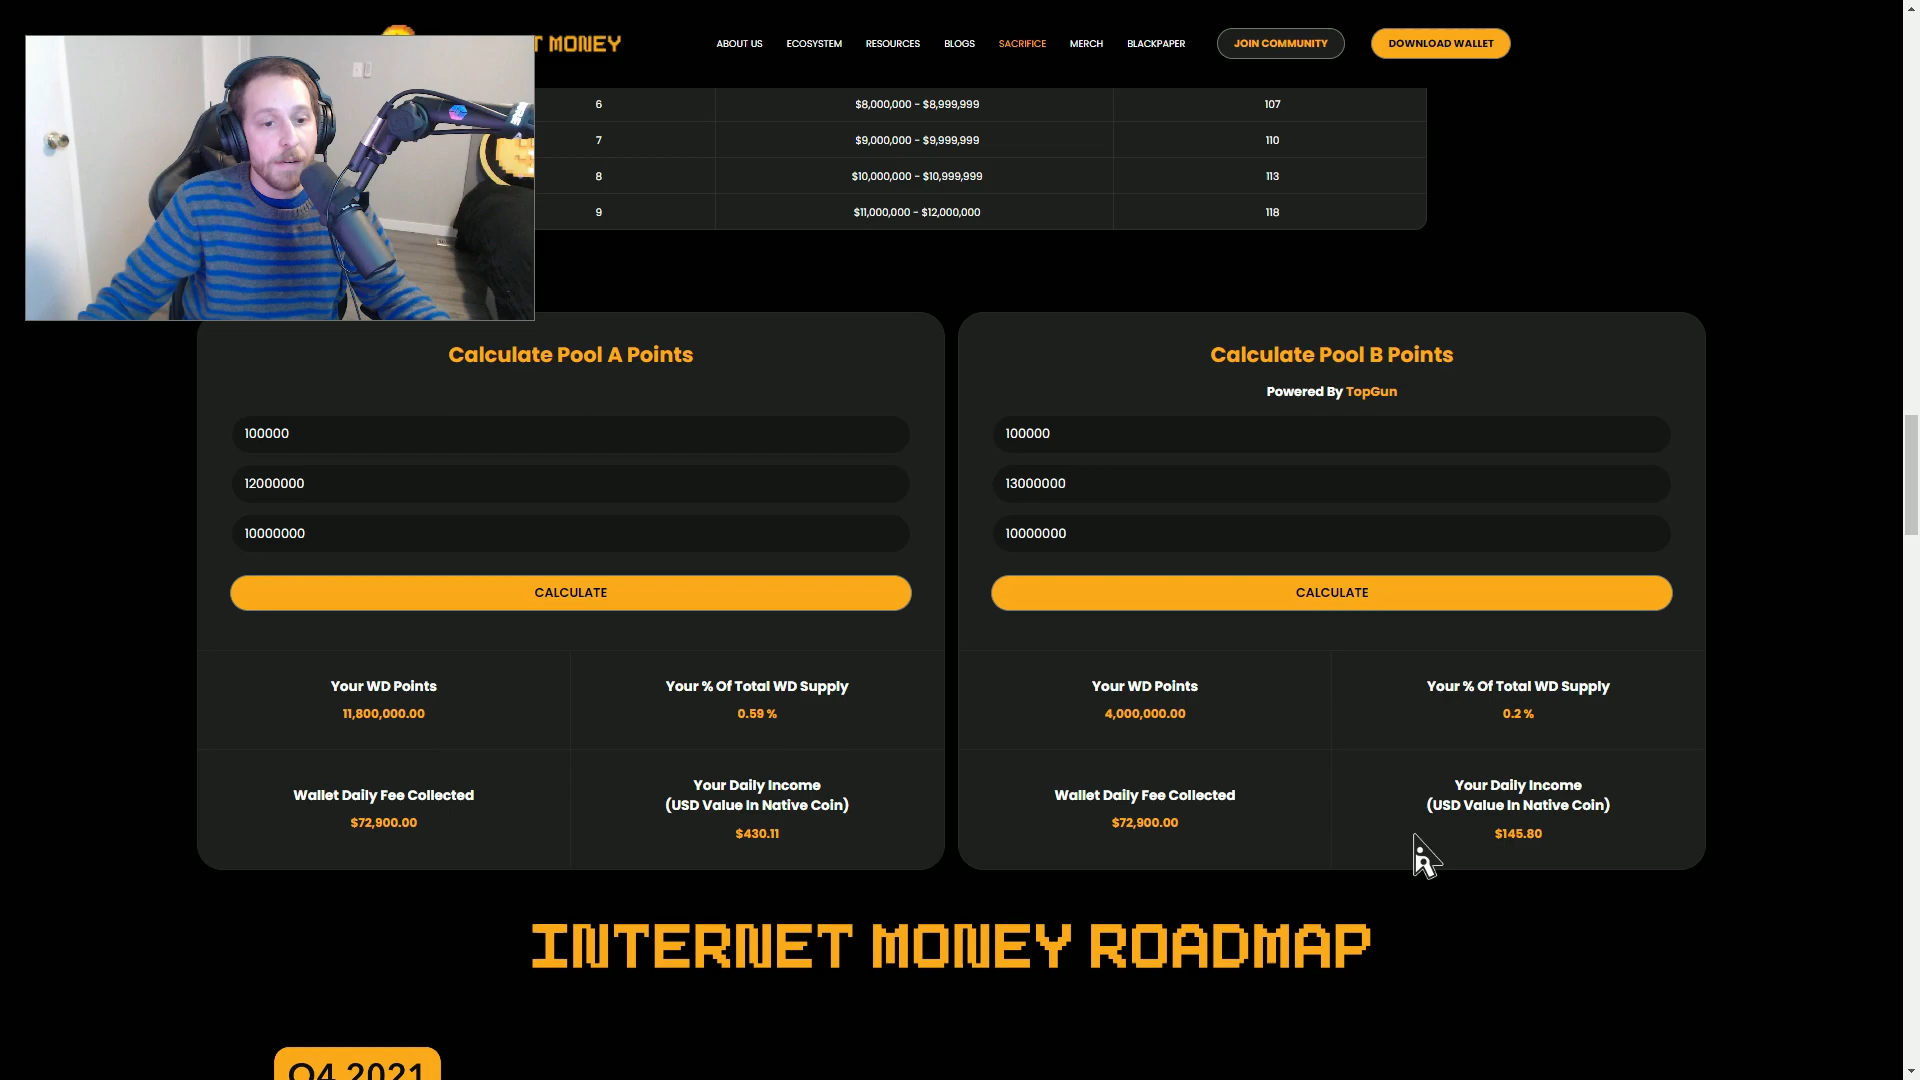 T MONEY
ABOUT US
ECOSYSTEM
RESOURCES
BLOGS
SACRIFICE
MERCH
BLACKPAPER
JOIN COMMUNITY
DOWNLOAD WALLET
6 $8,000,000 - $8,999,999 107
7 $9,000,000 - $9,999,999 110
8 $10,000,000 - $10,999,999 113
9 $11,000,000 - $12,000,000 118
Calculate Pool A Points
100000
12000000
10000000
CALCULATE
Your WD Points
11,800,000.00
Your % Of Total WD Supply
0.59 %
Wallet Daily Fee Collected
$72,900.00
Your Daily Income
(USD Value In Native Coin)
$430.11
Calculate Pool B Points
Powered By TopGun
100000
13000000
10000000
CALCULATE
Your WD Points
4,000,000.00
Your % Of Total WD Supply
0.2 %
Wallet Daily Fee Collected
$72,900.00
Your Daily Income
(USD Value In Native Coin)
$145.80
INTERNET MONEY ROADMAP
Q4 2021